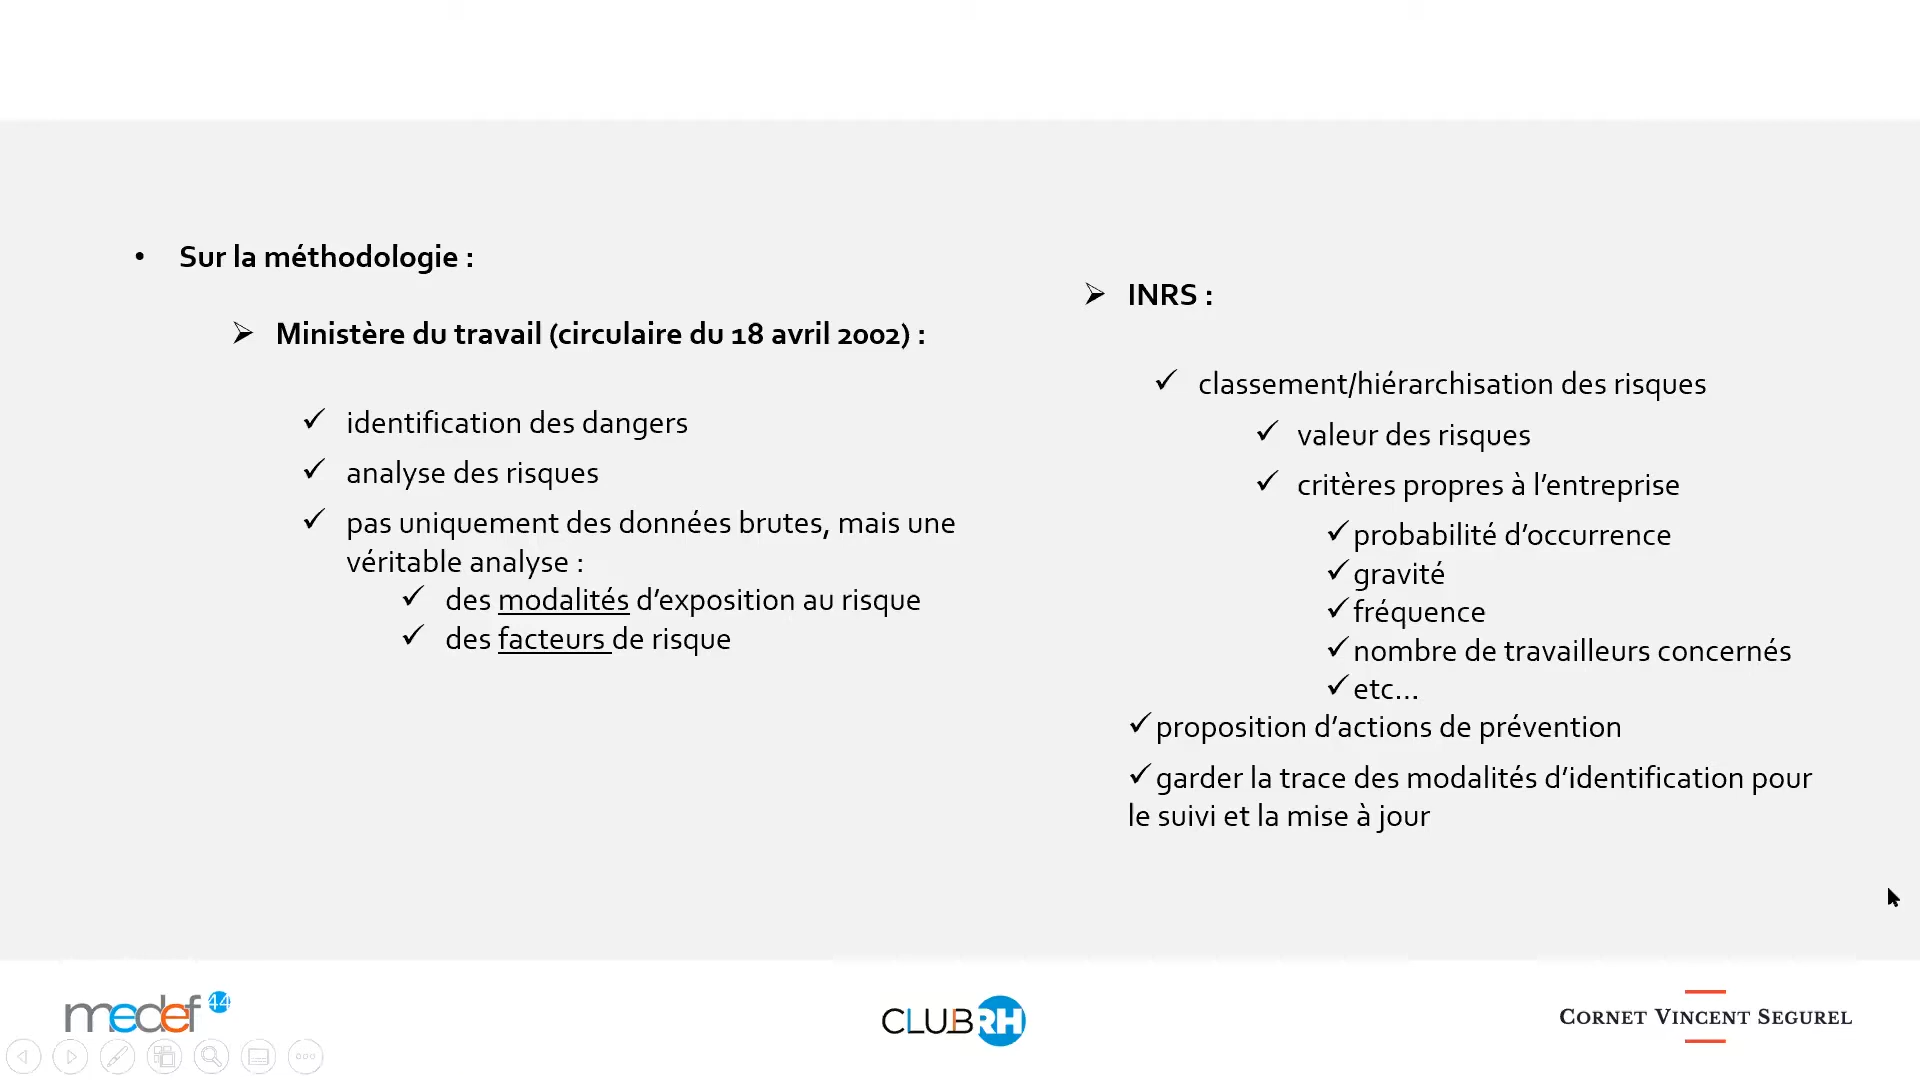 • Sur la méthodologie :
➢ Ministère du travail (circulaire du 18 avril 2002) :
✓ identification des dangers
✓ analyse des risques
✓ pas uniquement des données brutes, mais une
véritable analyse :
✓ des modalités d’exposition au risque
✓ des facteurs de risque
➢ INRS :
✓ classement/hiérarchisation des risques
✓ valeur des risques
✓ critères propres à l’entreprise
✓ probabilité d’occurrence
✓ gravité
✓ fréquence
✓ nombre de travailleurs concernés
✓ etc...
✓ proposition d’actions de prévention
✓ garder la trace des modalités d’identification pour
le suivi et la mise à jour
medef 44
CLUBRH
CORNET VINCENT SEGUREL